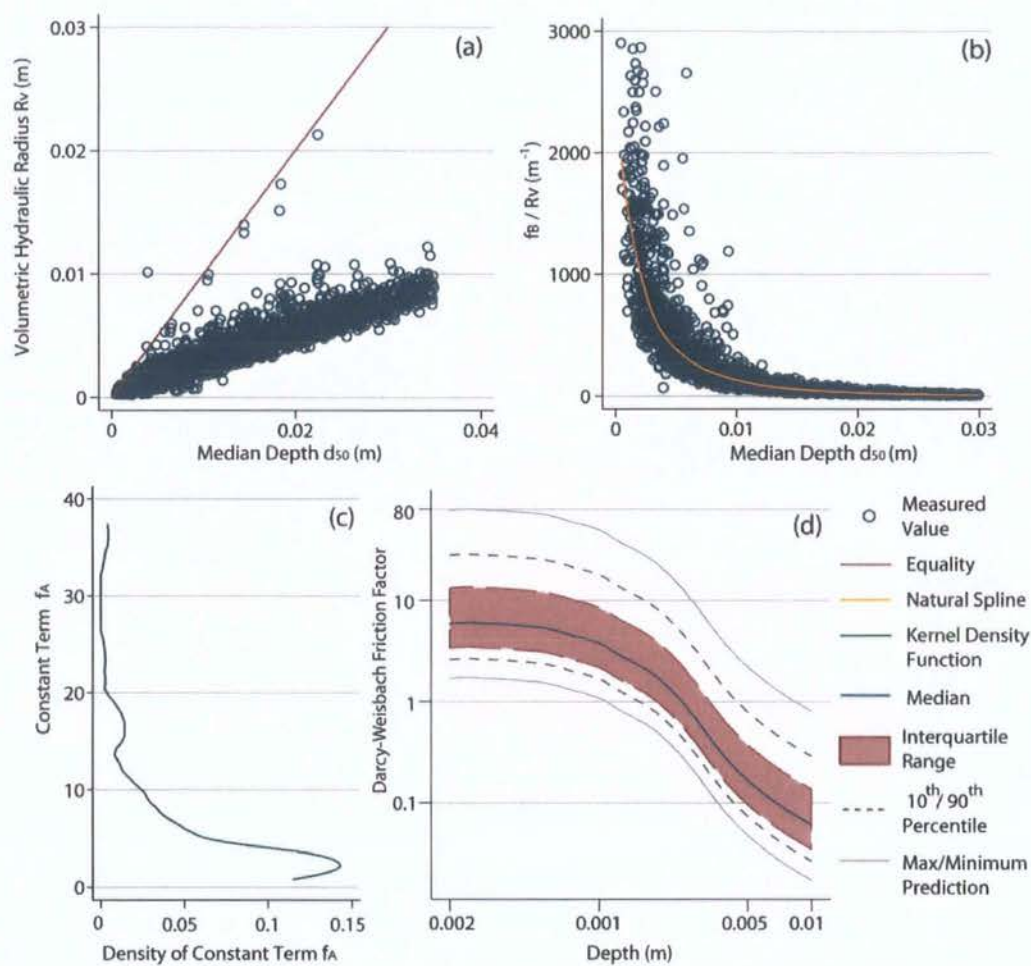 (a)
Volumetric Hydraulic Radius Rv (m)
0.03
0.02
0.01
0
0
0.02
0.04
Median Depth d50 (m)
(b)
fB / Rv (m-1)
3000
2000
1000
0
0
0.01
0.02
0.03
Median Depth d50 (m)
(c)
Constant Term fA
40
30
20
10
0
0
0.05
0.10
0.15
Density of Constant Term fA
(d)
Darcy-Weisbach Friction Factor
80
10
1
0.1
0.002
0.001
0.005
0.01
Depth (m)
Measured
Value
Equality
Natural Spline
Kernel Density
Function
Median
Interquartile
Range
10th/ 90th
Percentile
Max/Minimum
Prediction